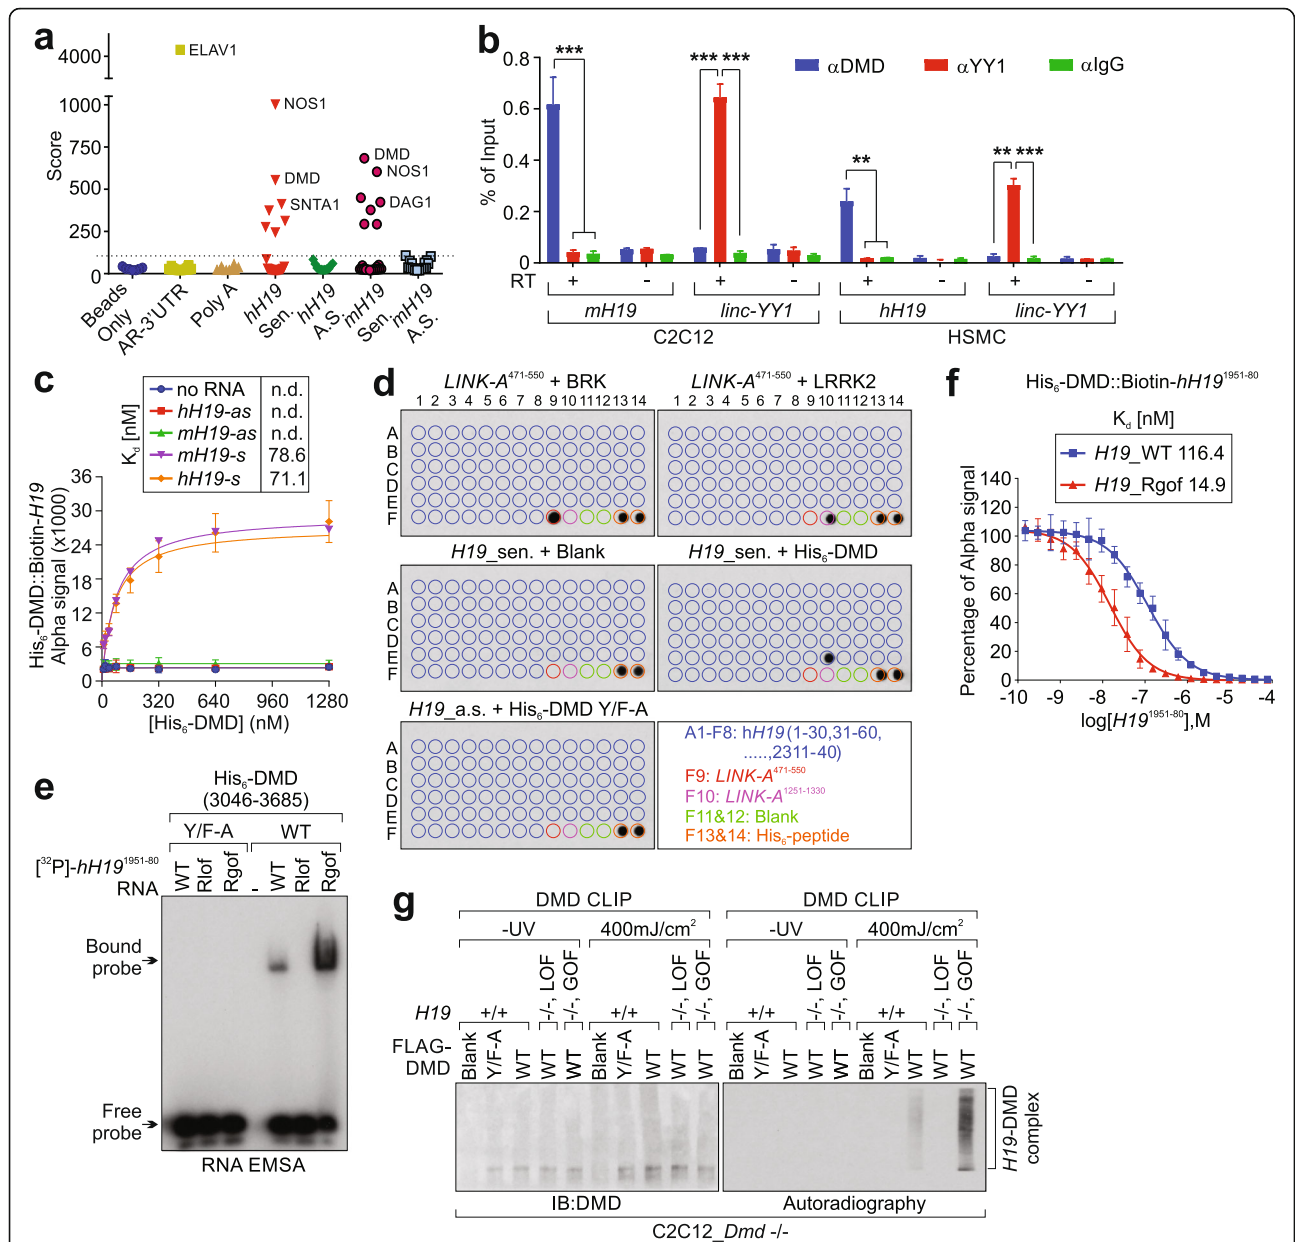 a
Score
4000
1000
750
500
250
0
ELAV1
NOS1
DMD
SNTA1
DMD
NOS1
DAG1
Beads Only
AR-3'UTR
Poly A
hH19 Sen.
hH19 A.S.
mH19 Sen.
mH19 A.S.
b
% of Input
0.8
0.6
0.4
0.2
0
αDMD
αYY1
αIgG
*** *** *** ** ** ***
RT + - + - + - + -
mH19 linc-YY1 hH19 linc-YY1
C2C12 HSMC
c
Kd [nM]
no RNA n.d.
hH19-as n.d.
mH19-as n.d.
mH19-s 78.6
hH19-s 71.1
His6-DMD::Biotin-H19
Alpha signal (x1000)
36
30
24
18
12
6
0
0 320 640 960 1280
[His6-DMD] (nM)
d
LINK-A471-550 + BRK
1 2 3 4 5 6 7 8 9 10 11 12 13 14
A
B
C
D
E
F
LINK-A471-550 + LRRK2
1 2 3 4 5 6 7 8 9 10 11 12 13 14
A
B
C
D
E
F
H19_sen. + Blank
A
B
C
D
E
F
H19_sen. + His6-DMD
A
B
C
D
E
F
H19_a.s. + His6-DMD Y/F-A
A
B
C
D
E
F
A1-F8: hH19 (1-30,31-60,
.....,2311-40)
F9: LINK-A471-550
F10: LINK-A1251-1330
F11&12: Blank
F13&14: His6-peptide
f
His6-DMD::Biotin-hH191951-80
Kd [nM]
H19_WT 116.4
H19_Rgof 14.9
Percentage of Alpha signal
140
120
100
80
60
40
20
0
-10 -9 -8 -7 -6 -5 -4
log[H191951-80],M
e
His6-DMD
(3046-3685)
Y/F-A WT
[32P]-hH191951-80
RNA
WT Rlof Rgof - WT Rlof Rgof
Bound
probe
Free
probe
RNA EMSA
g
DMD CLIP DMD CLIP
-UV 400mJ/cm2 -UV 400mJ/cm2
H19 +/+ -/-, LOF -/-, GOF +/+ -/-, LOF -/-, GOF +/+ -/-, LOF -/-, GOF +/+ -/-, LOF -/-, GOF
FLAG-
DMD
Blank Y/F-A WT WT WT Blank Y/F-A WT WT WT Blank Y/F-A WT WT WT Blank Y/F-A WT WT WT
H19-DMD
complex
IB:DMD Autoradiography
C2C12_Dmd -/-